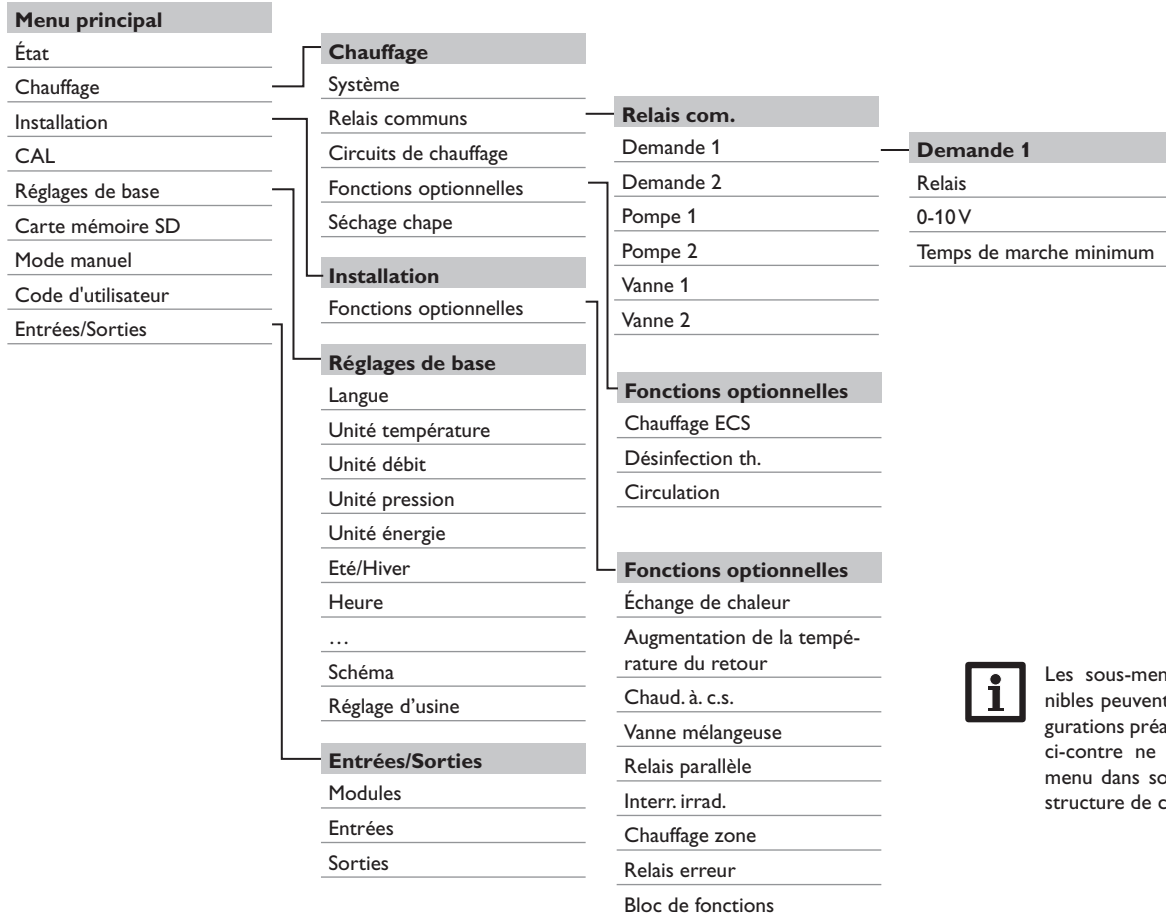 Menu principal
État
Chauffage
Installation
CAL
Réglages de base
Carte mémoire SD
Mode manuel
Code d'utilisateur
Entrées/Sorties
Chauffage
Système
Relais communs
Circuits de chauffage
Fonctions optionnelles
Séchage chape
Installation
Fonctions optionnelles
Réglages de base
Langue
Unité température
Unité débit
Unité pression
Unité énergie
Eté/Hiver
Heure
…
Schéma
Réglage d’usine
Entrées/Sorties
Modules
Entrées
Sorties
Relais com.
Demande 1
Demande 2
Pompe 1
Pompe 2
Vanne 1
Vanne 2
Fonctions optionnelles
Chauffage ECS
Désinfection th.
Circulation
Fonctions optionnelles
Échange de chaleur
Augmentation de la tempé-
rature du retour
Chaud. à. c.s.
Vanne mélangeuse
Relais parallèle
Interr. irrad.
Chauffage zone
Relais erreur
Bloc de fonctions
Demande 1
Relais
0-10 V
Temps de marche minimum
i
Les sous-men
nibles peuvent
gurations préa
ci-contre ne
menu dans so
structure de c